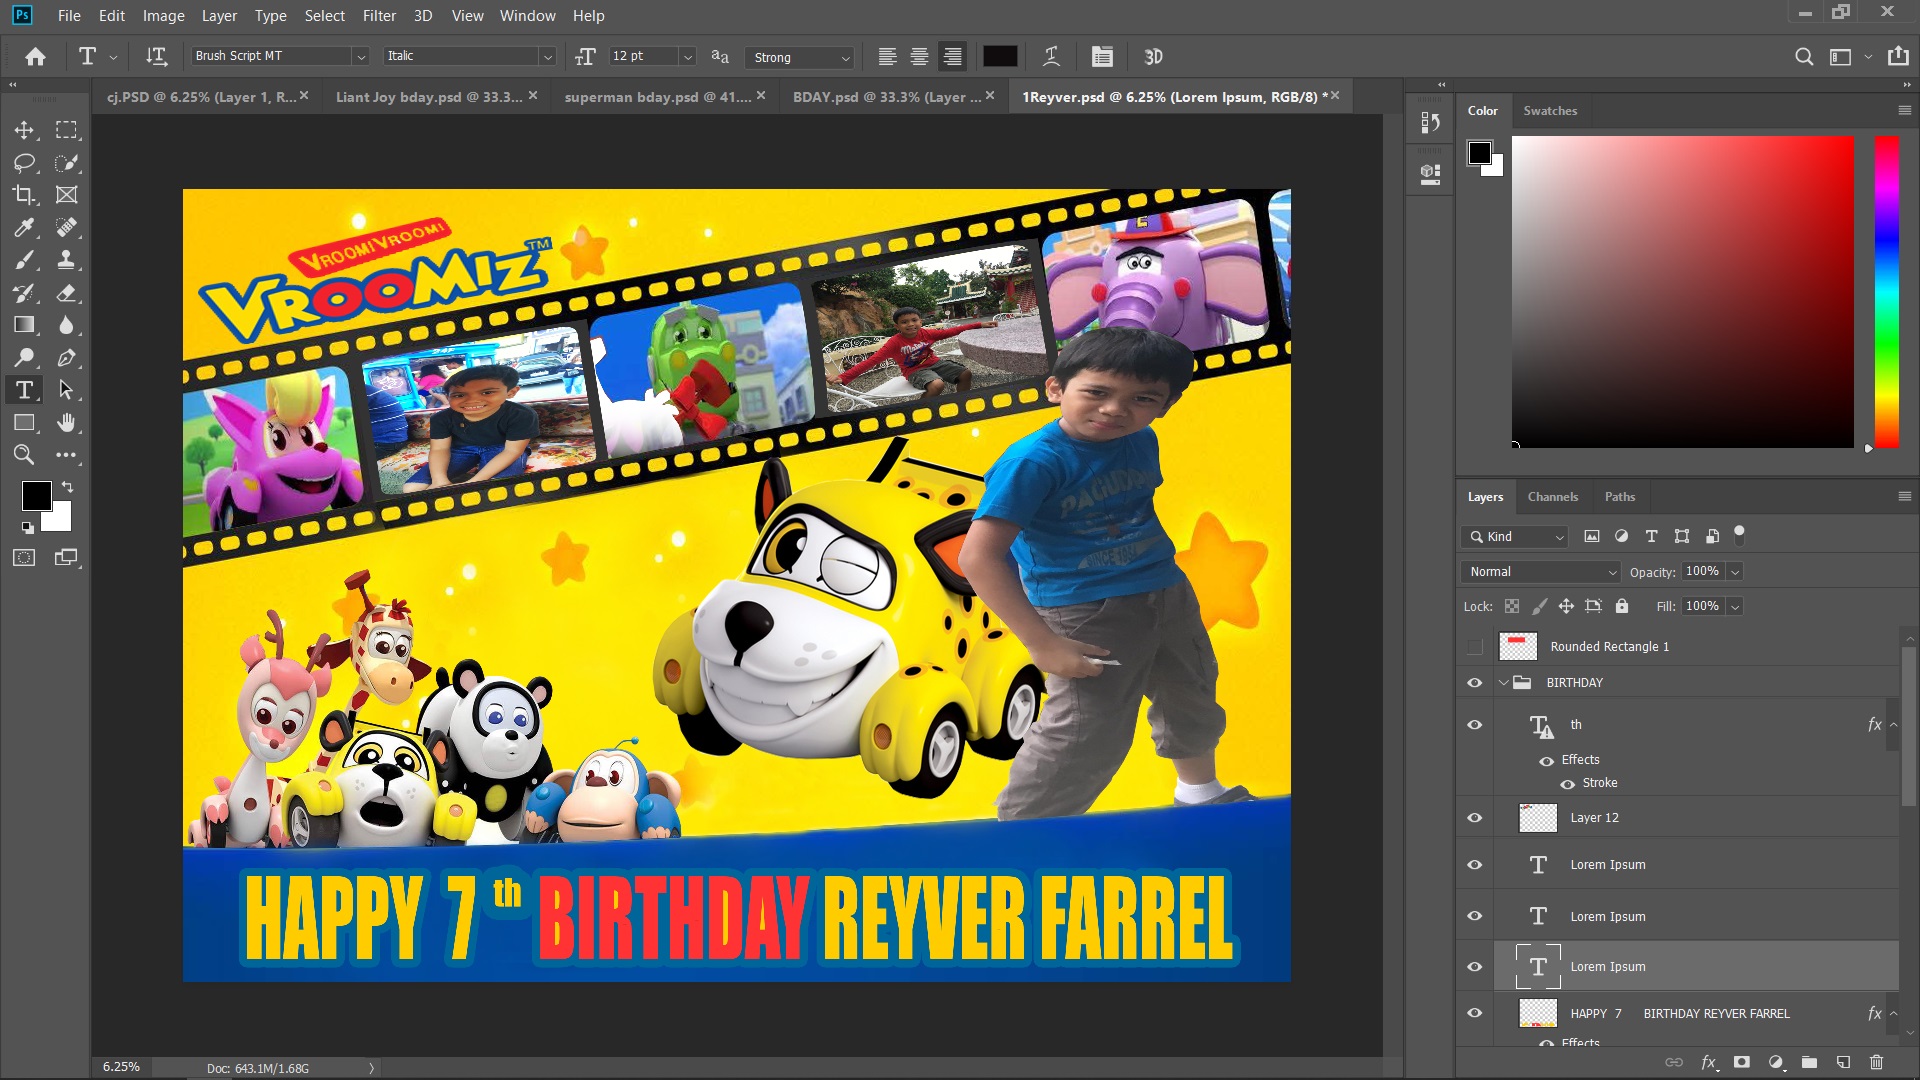 Ps File Edit Image Layer Type Select Filter 3D View Window Help
T Brush Script MT Italic 12 pt aa Strong 3D
cj.PSD @ 6.25% (Layer 1, R... × Liant Joy bday.psd @ 33.3... × superman bday.psd @ 41.... × BDAY.psd @ 33.3% (Layer ... × 1Reyver.psd @ 6.25% (Lorem Ipsum, RGB/8) * ×
Color Swatches
VROOM!VROOM!
VROOMIZ™
Layers Channels Paths
Kind
Normal Opacity: 100%
Lock: Fill: 100%
Rounded Rectangle 1
BIRTHDAY
th fx
Effects
Stroke
Layer 12
Lorem Ipsum
Lorem Ipsum
Lorem Ipsum
HAPPY 7 BIRTHDAY REYVER FARREL fx
Effects
HAPPY 7th BIRTHDAY REYVER FARREL
6.25% Doc: 643.1M/1.68G
fx